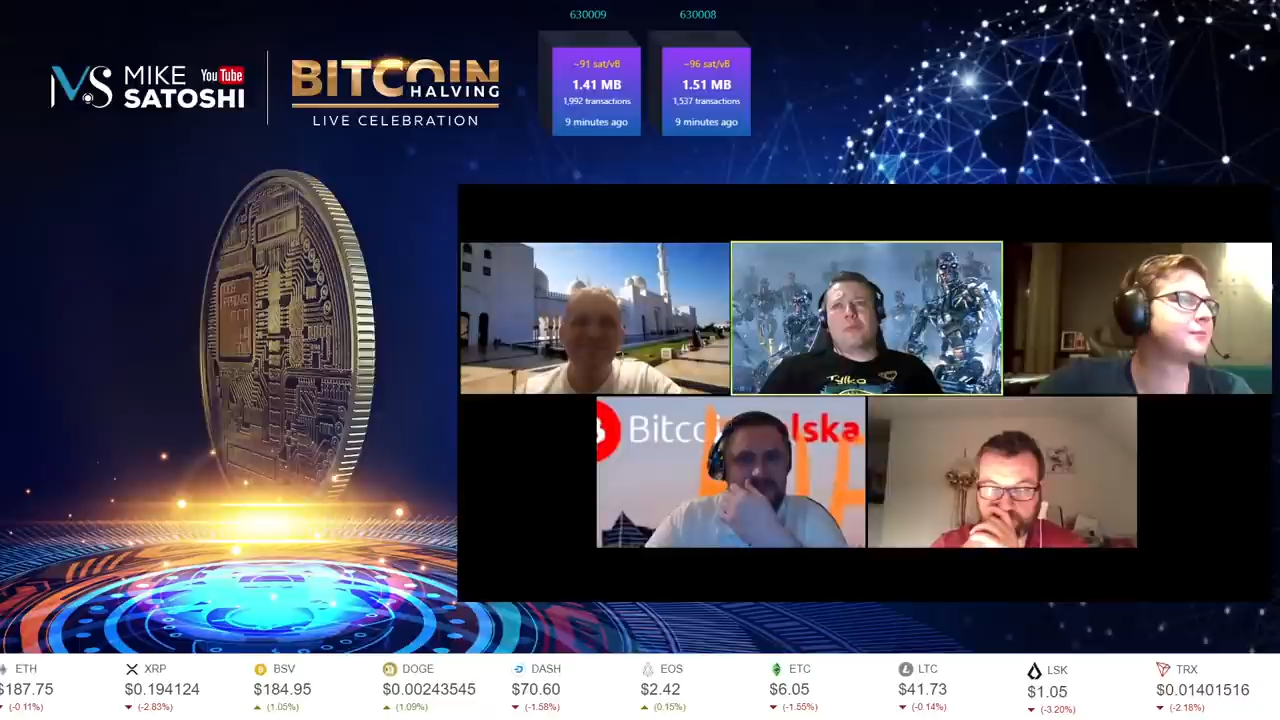 630009
630008
MIKE
SATOSHI
YouTube
BITCOIN
HALVING
LIVE CELEBRATION
~91 sat/vB
1.41 MB
1,992 transactions
9 minutes ago
~96 sat/vB
1.51 MB
1,537 transactions
9 minutes ago
Tylko
Bitco
lska
ETH
$187.75
(-0.11%)
XRP
$0.194124
(-2.83%)
BSV
$184.95
(1.05%)
DOGE
$0.00243545
(1.09%)
DASH
$70.60
(-1.58%)
EOS
$2.42
(0.15%)
ETC
$6.05
(-1.55%)
LTC
$41.73
(-0.14%)
LSK
$1.05
(-3.20%)
TRX
$0.01401516
(-2.18%)